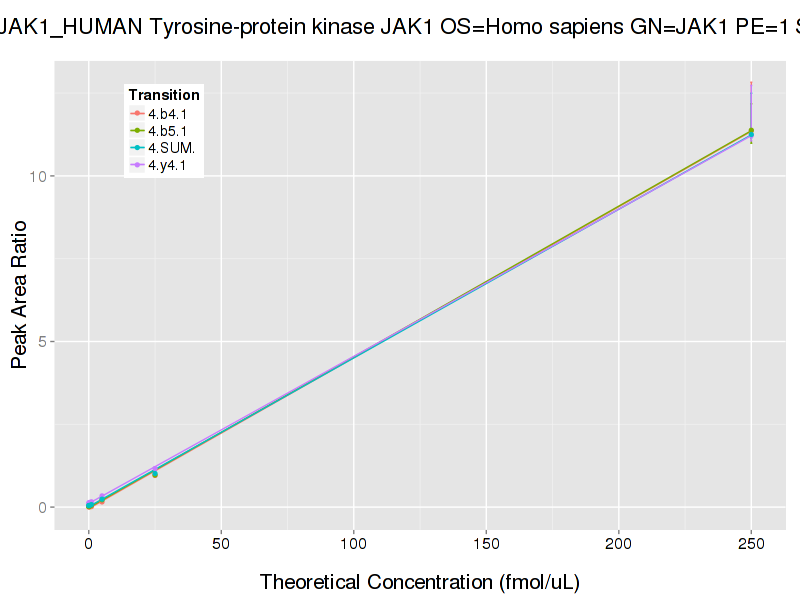 JAK1_HUMAN Tyrosine-protein kinase JAK1 OS=Homo sapiens GN=JAK1 PE=1
Transition
4.b4.1
4.b5.1
4.SUM.
4.y4.1
10
5
0
Peak Area Ratio
0 50 100 150 200 250
Theoretical Concentration (fmol/uL)